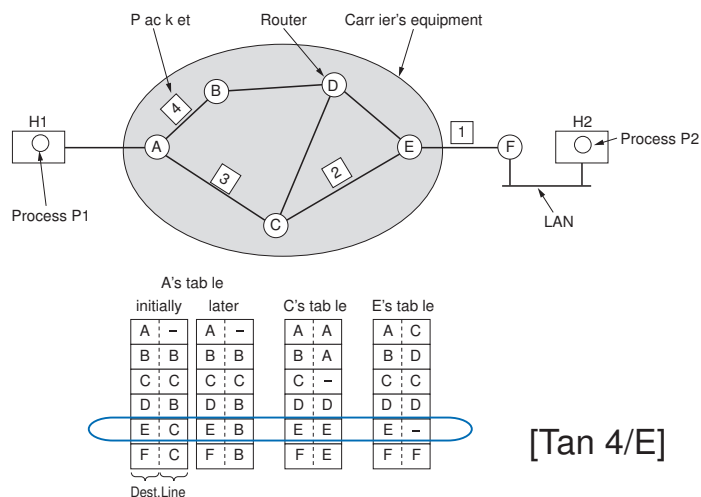 P ac k et
Router
Carr ier's equipment
H1
4
B
D
1
H2
A
E
F
Process P2
3
2
Process P1
C
LAN
A's tab le
initially later C's tab le E's tab le
A – A – A A A C
B B B B B A B D
C C C C C – C C
D B D B D D D D
E C E B E E E –
F C F B F E F F
Dest. Line
[Tan 4/E]